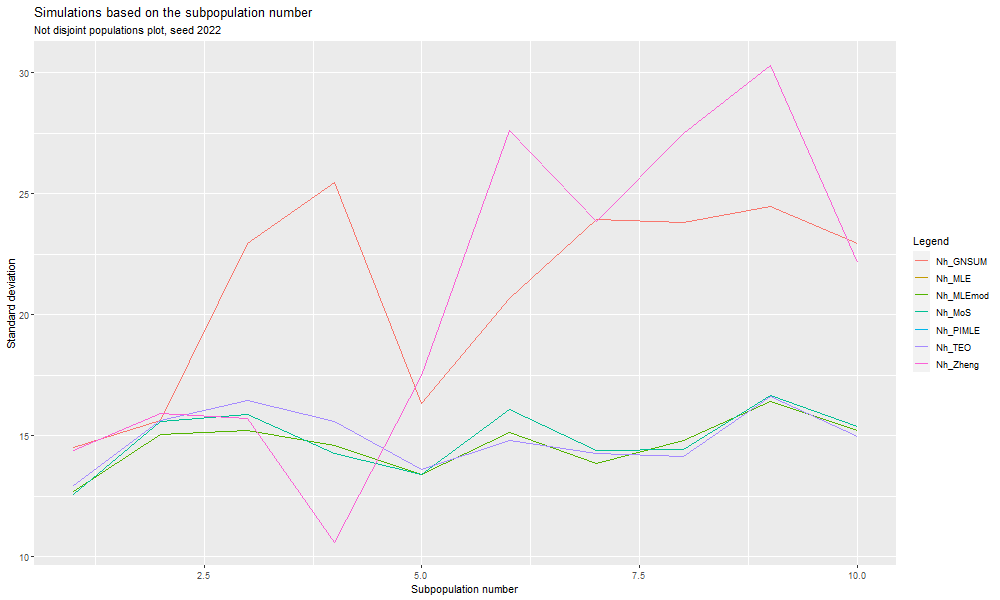 Simulations based on the subpopulation number
Not disjoint populations plot, seed 2022
Standard deviation
30
25
20
15
10
2.5
5.0
7.5
10.0
Subpopulation number
Legend
Nh_GNSUM
Nh_MLE
Nh_MLEmod
Nh_MoS
Nh_PIMLE
Nh_TEO
Nh_Zheng